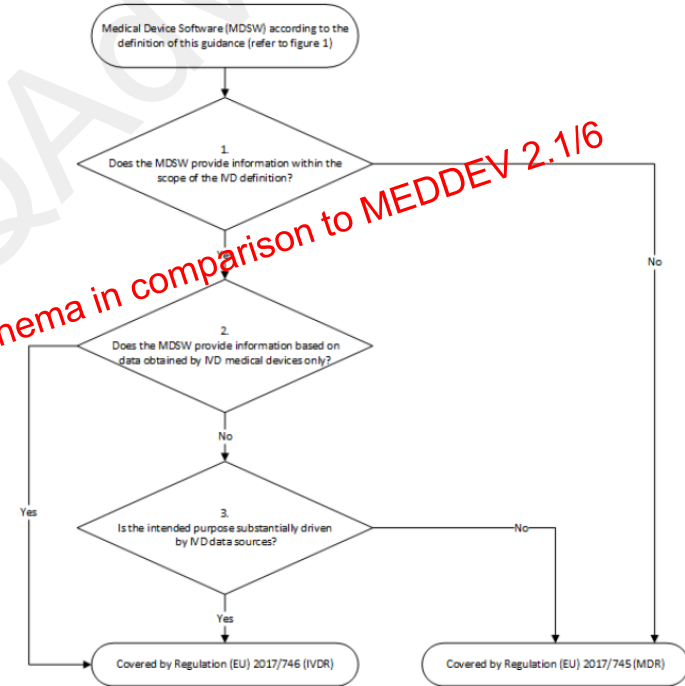 Medical Device Software (MDSW) according to the
definition of this guidance (refer to figure 1)
1.
Does the MDSW provide information within the
scope of the IVD definition?
No
Yes
in comparison to MEDDEV 2.1/6
2.
Does the MDSW provide information based on
data obtained by IVD medical devices only?
No
Yes
3.
Is the intended purpose substantially driven
by IVD data sources?
No
Yes
Covered by Regulation (EU) 2017/746 (IVDR)
Covered by Regulation (EU) 2017/745 (MDR)